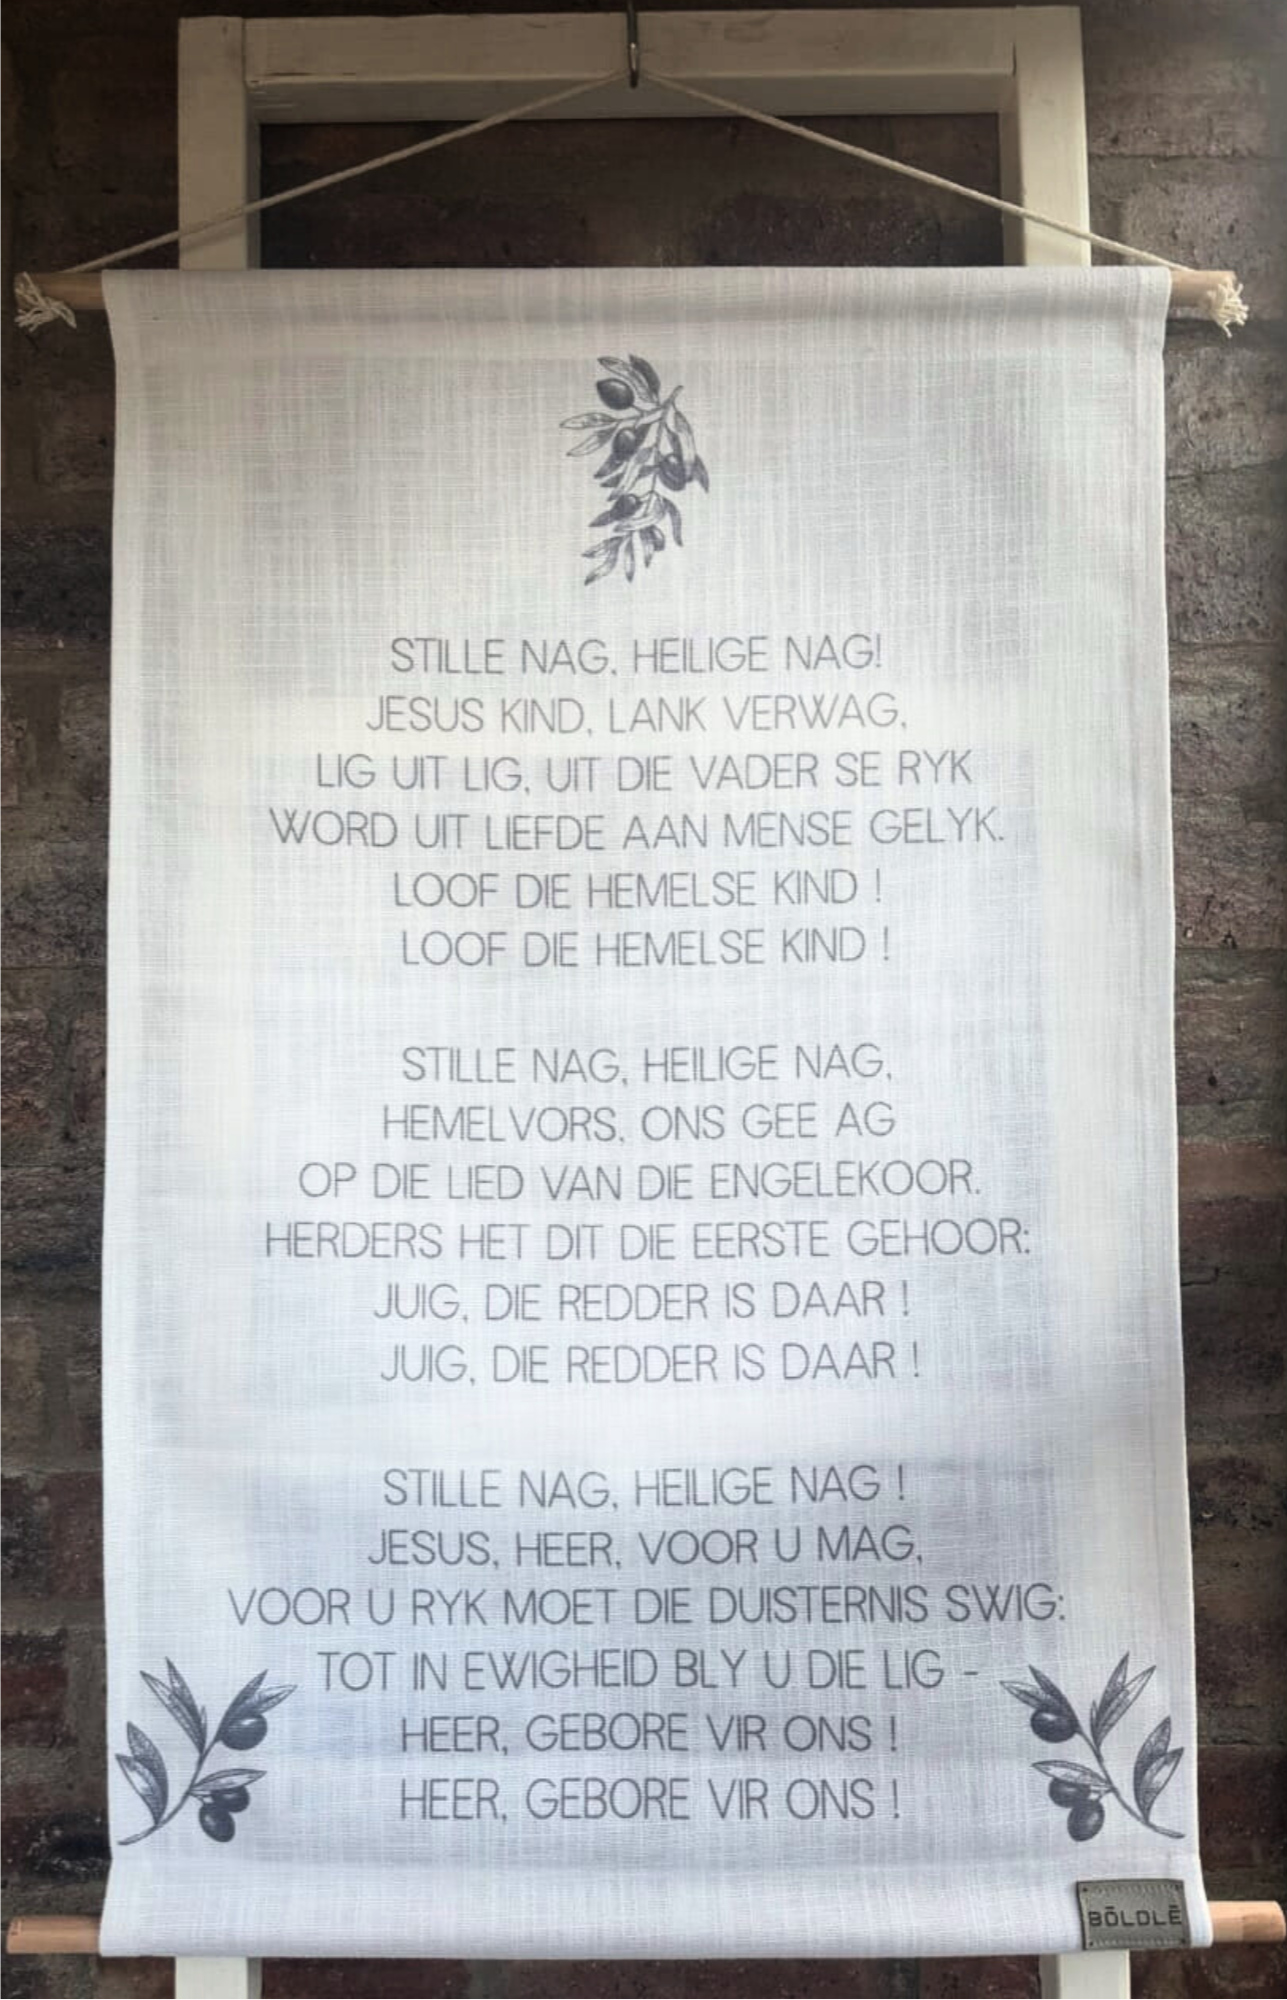 STILLE NAG, HEILIGE NAG!
JESUS KIND, LANK VERWAG,
LIG UIT LIG, UIT DIE VADER SE RYK
WORD UIT LIEFDE AAN MENSE GELYK.
LOOF DIE HEMELSE KIND !
LOOF DIE HEMELSE KIND !
STILLE NAG, HEILIGE NAG,
HEMELVORS, ONS GEE AG
OP DIE LIED VAN DIE ENGELEKOOR.
HERDERS HET DIT DIE EERSTE GEHOOR:
JUIG, DIE REDDER IS DAAR !
JUIG, DIE REDDER IS DAAR !
STILLE NAG, HEILIGE NAG !
JESUS, HEER, VOOR U MAG,
VOOR U RYK MOET DIE DUISTERNIS SWIG:
TOT IN EWIGHEID BLY U DIE LIG -
HEER, GEBORE VIR ONS !
HEER, GEBORE VIR ONS !
BŌLDLĒ